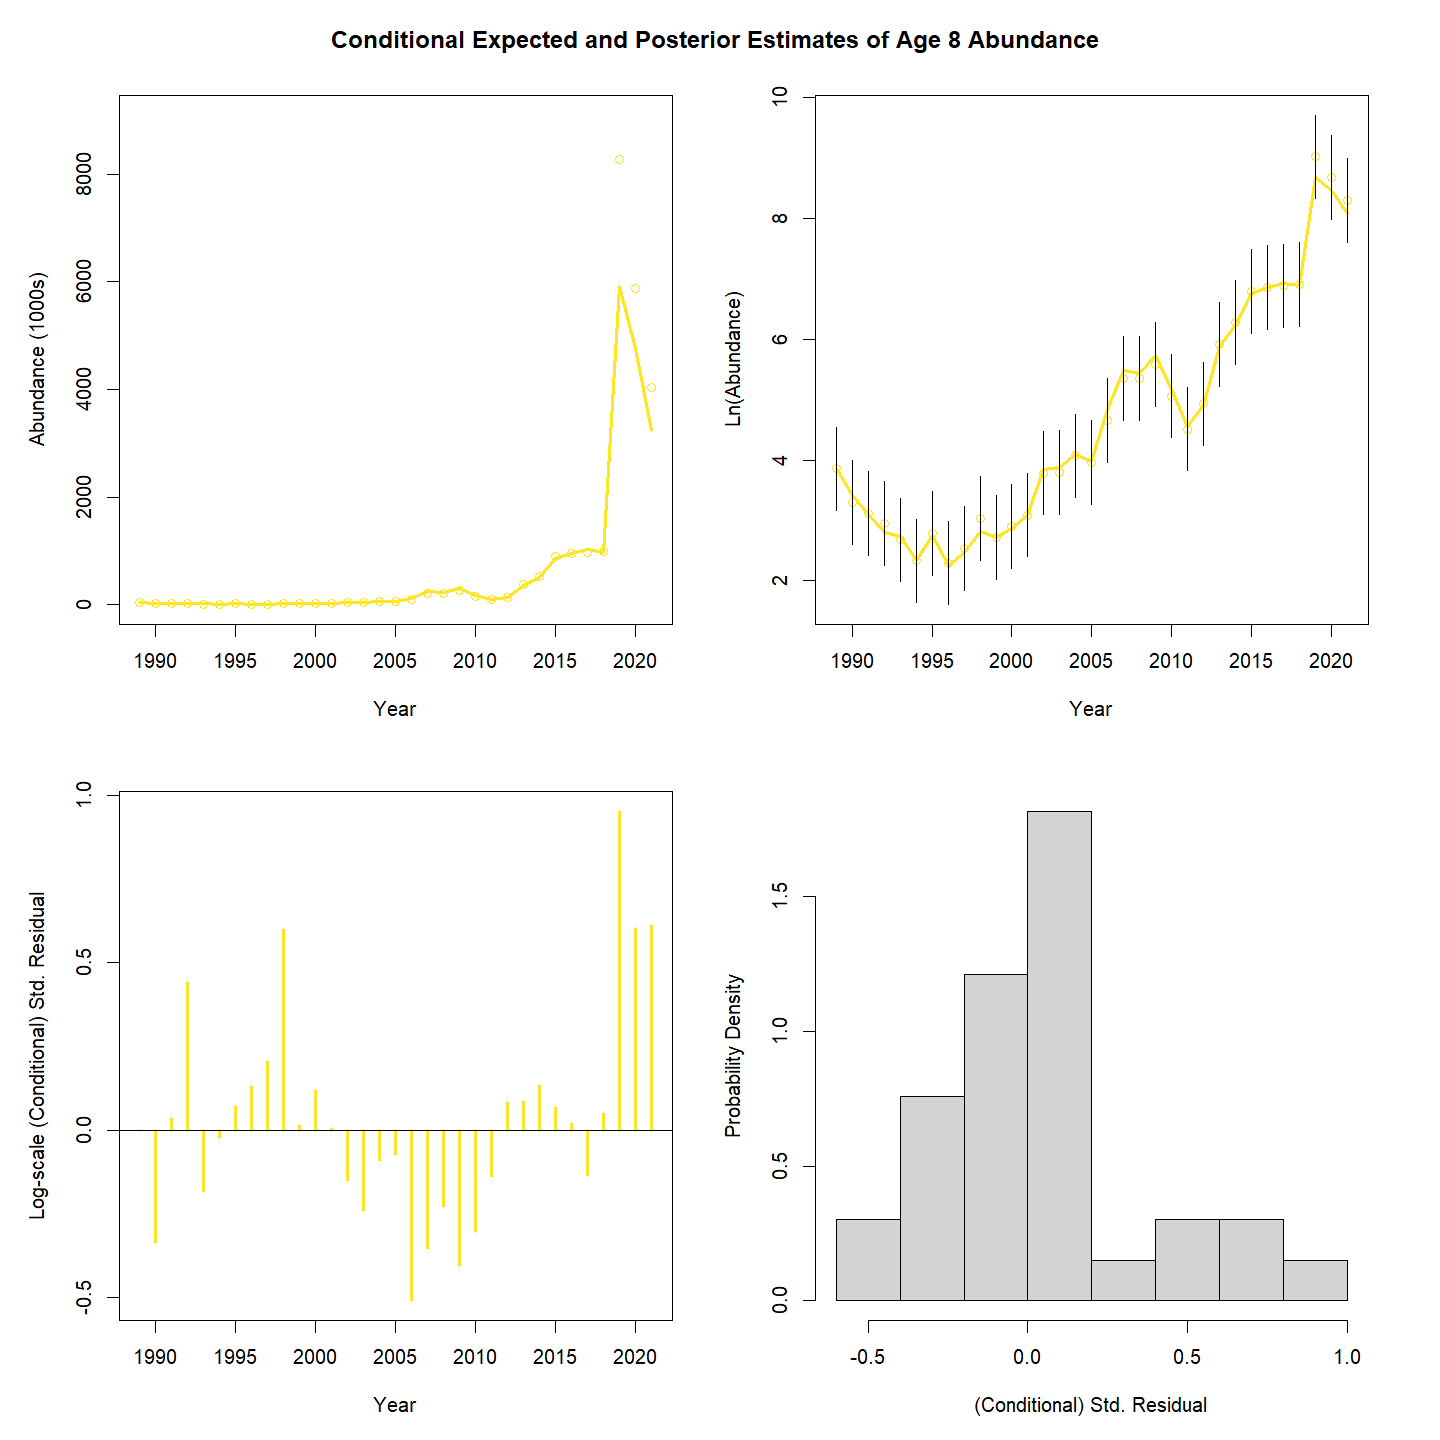 Conditional Expected and Posterior Estimates of Age 8 Abundance
Abundance (1000s)
0 2000 4000 6000 8000
1990 1995 2000 2005 2010 2015 2020
Year
Ln(Abundance)
2 4 6 8 10
1990 1995 2000 2005 2010 2015 2020
Year
Log-scale (Conditional) Std. Residual
-0.5 0.0 0.5 1.0
1990 1995 2000 2005 2010 2015 2020
Year
Probability Density
0.0 0.5 1.0 1.5
-0.5 0.0 0.5 1.0
(Conditional) Std. Residual